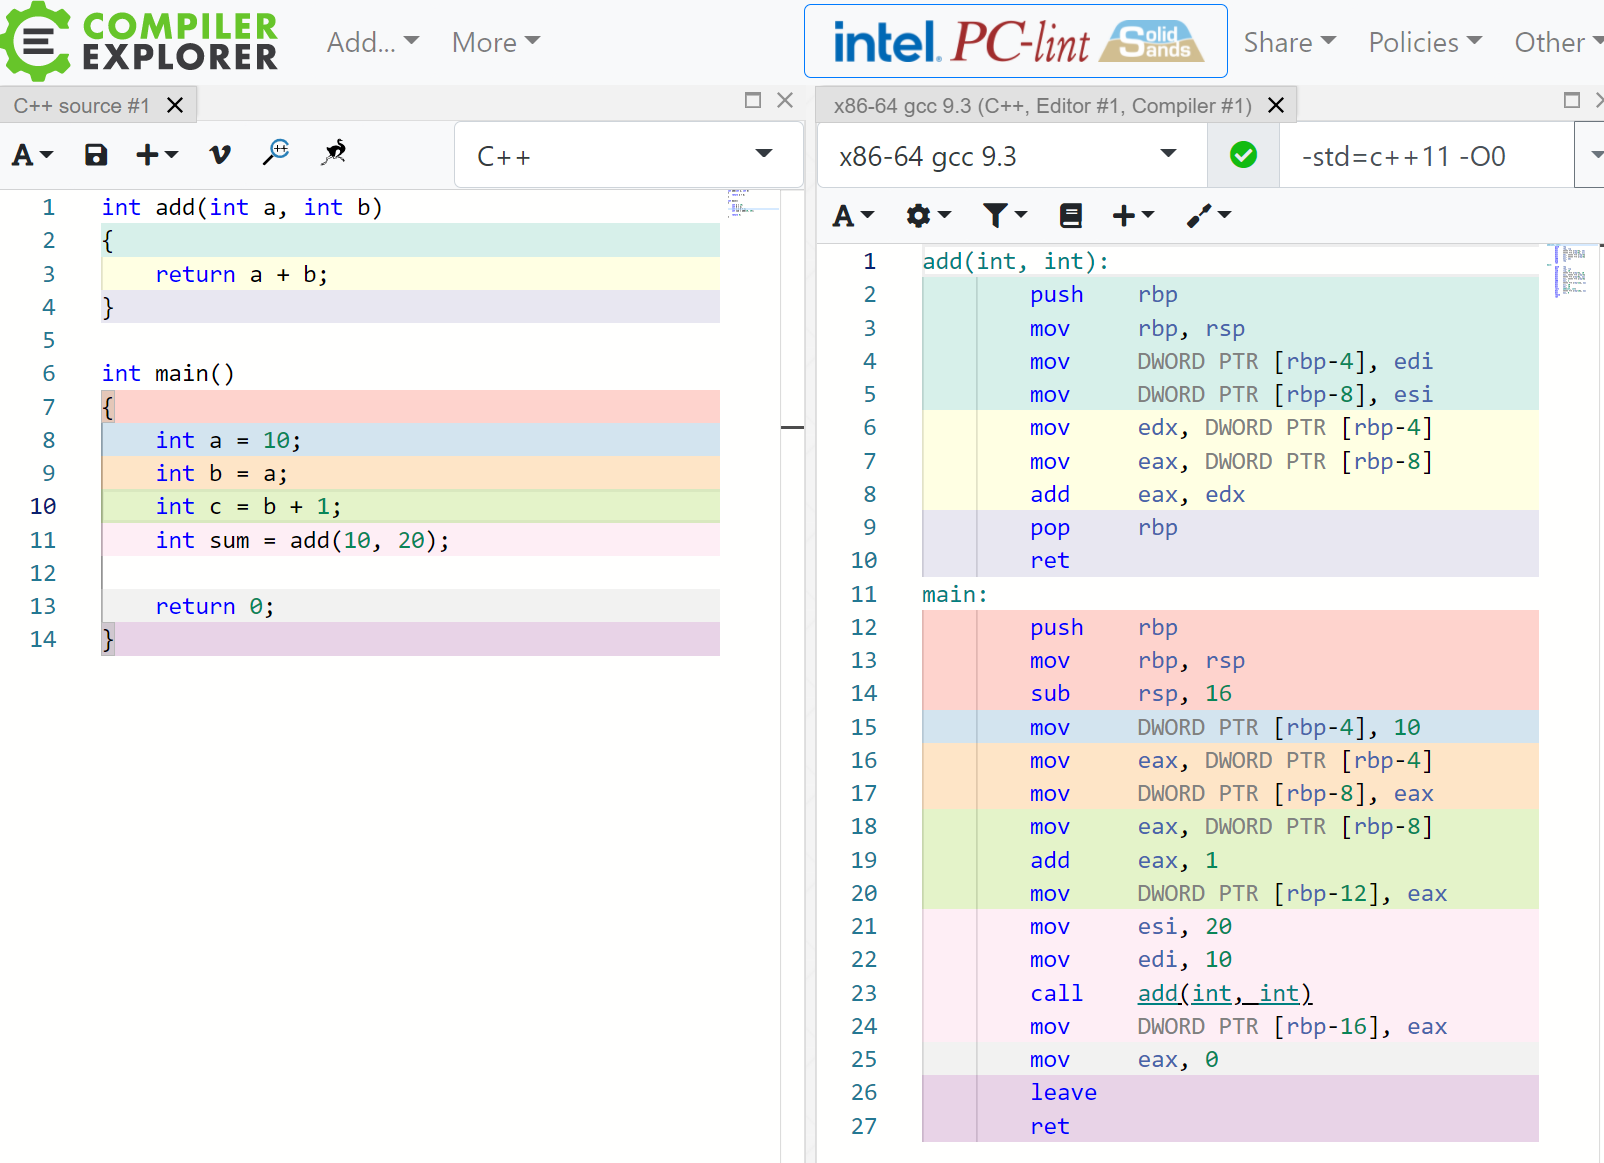 COMPILER
EXPLORER
Add...
More
intel. PC-lint Solid Sands
Share
Policies
Other
C++ source #1
A
C++
1 int add(int a, int b)
2 {
3     return a + b;
4 }
5
6 int main()
7 {
8     int a = 10;
9     int b = a;
10     int c = b + 1;
11     int sum = add(10, 20);
12
13     return 0;
14 }
x86-64 gcc 9.3 (C++, Editor #1, Compiler #1)
x86-64 gcc 9.3
-std=c++11 -O0
A
1 add(int, int):
2         push    rbp
3         mov     rbp, rsp
4         mov     DWORD PTR [rbp-4], edi
5         mov     DWORD PTR [rbp-8], esi
6         mov     edx, DWORD PTR [rbp-4]
7         mov     eax, DWORD PTR [rbp-8]
8         add     eax, edx
9         pop     rbp
10         ret
11 main:
12         push    rbp
13         mov     rbp, rsp
14         sub     rsp, 16
15         mov     DWORD PTR [rbp-4], 10
16         mov     eax, DWORD PTR [rbp-4]
17         mov     DWORD PTR [rbp-8], eax
18         mov     eax, DWORD PTR [rbp-8]
19         add     eax, 1
20         mov     DWORD PTR [rbp-12], eax
21         mov     esi, 20
22         mov     edi, 10
23         call    add(int, int)
24         mov     DWORD PTR [rbp-16], eax
25         mov     eax, 0
26         leave
27         ret